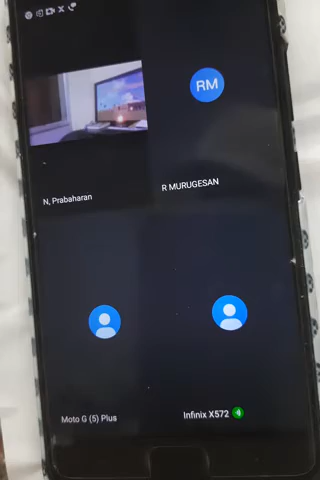 RM
N, Prabaharan
R MURUGESAN
Moto G (5) Plus
Infinix X572